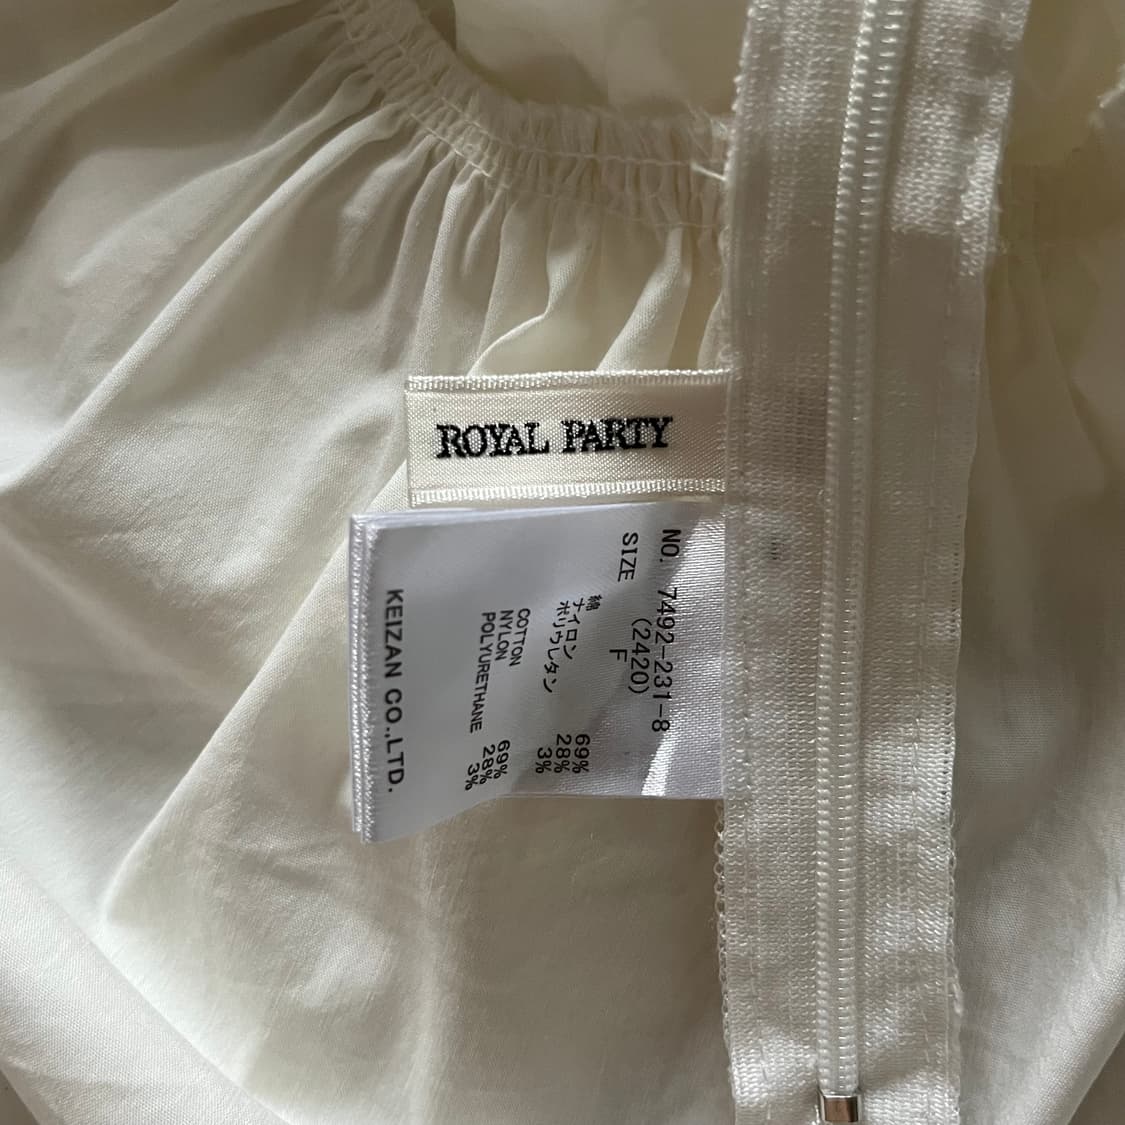 ROYAL PARTY
NO. 7492-231-8
(2420)
SIZE F
綿 69%
ナイロン 28%
ポリウレタン 3%
COTTON 69%
NYLON 28%
POLYURETHANE 3%
KEIZAN CO.,LTD.